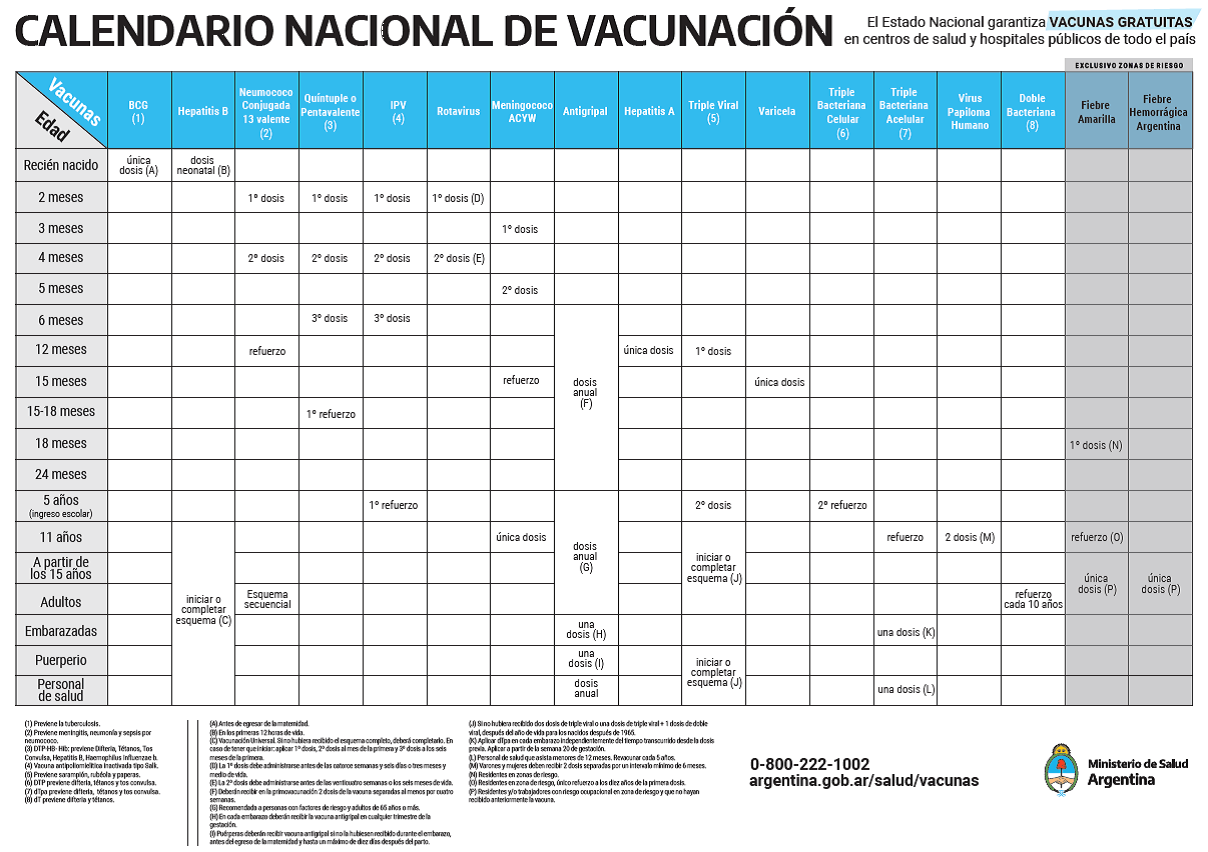 CALENDARIO NACIONAL DE VACUNACIÓN
El Estado Nacional garantiza VACUNAS GRATUITAS
en centros de salud y hospitales públicos de todo el país
EXCLUSIVO ZONAS DE RIESGO
Vacunas
Edad
BCG
(1)
Hepatitis B
Neumococo
Conjugada
13 valente
(2)
Quíntuple o
Pentavalente
(3)
IPV
(4)
Rotavirus
Meningococo
ACYW
Antigripal
Hepatitis A
Triple Viral
(5)
Varicela
Triple
Bacteriana
Celular
(6)
Triple
Bacteriana
Acelular
(7)
Virus
Papiloma
Humano
Doble
Bacteriana
(8)
Fiebre
Amarilla
Fiebre
Hemorrágica
Argentina
Recién nacido
única
dosis (A)
dosis
neonatal (B)
2 meses
1º dosis
1º dosis
1º dosis
1º dosis (D)
3 meses
1º dosis
4 meses
2º dosis
2º dosis
2º dosis
2º dosis (E)
5 meses
2º dosis
6 meses
3º dosis
3º dosis
12 meses
refuerzo
única dosis
1º dosis
15 meses
refuerzo
dosis
anual
(F)
única dosis
15-18 meses
1º refuerzo
18 meses
1º dosis (N)
24 meses
5 años
(ingreso escolar)
1º refuerzo
2º dosis
2º refuerzo
11 años
única dosis
dosis
anual
(G)
refuerzo
2 dosis (M)
refuerzo (O)
A partir de
los 15 años
iniciar o
completar
esquema (J)
única
dosis (P)
única
dosis (P)
Adultos
iniciar o
completar
esquema (C)
Esquema
secuencial
refuerzo
cada 10 años
Embarazadas
una
dosis (H)
una dosis (K)
Puerperio
una
dosis (I)
iniciar o
completar
esquema (J)
Personal
de salud
dosis
anual
una dosis (L)
(1) Previene la tuberculosis.
(2) Previene meningitis, neumonía y sepsis por
neumococo.
(3) DTP-HB-Hib: previene Difteria, Tétanos, Tos
Convulsa, Hepatitis B, Haemophilus Influenzae b.
(4) Vacuna antipoliomielítica inactivada tipo Salk.
(5) Previene sarampión, rubéola y paperas.
(6) DTP previene difteria, tétanos y tos convulsa.
(7) dTpa previene difteria, tétanos y tos convulsa.
(8) dT previene difteria y tétanos.
(A) Antes de egresar de la maternidad.
(B) En los primeras 12 horas de vida.
(C) Vacunación Universal. Si no hubiera recibido el esquema completo, deberá completarlo. En
caso de tener que iniciar: aplicar 1º dosis, 2º dosis al mes de la primera y 3º dosis a los seis
meses de la primera.
(D) La 1º dosis debe administrarse antes de las catorce semanas y seis días o tres meses y
medio de vida.
(E) La 2º dosis debe administrarse antes de las veinticuatro semanas o los seis meses de vida.
(F) Deberán recibir en la primovacunación 2 dosis de la vacuna separadas al menos por cuatro
semanas.
(G) Recomendada a personas con factores de riesgo y adultos de 65 años o más.
(H) En cada embarazo deberán recibir la vacuna antigripal en cualquier trimestre de la
gestación.
(I) Puérperas deberán recibir vacuna antigripal si no la hubiesen recibido durante el embarazo,
antes del egreso de la maternidad y hasta un máximo de diez días después del parto.
(J) Si no hubiera recibido dos dosis de triple viral o una dosis de triple viral + 1 dosis de doble
viral, después del año de vida para los nacidos después de 1965.
(K) Aplicar dTpa en cada embarazo independientemente del tiempo transcurrido desde la dosis
previa. Aplicar a partir de la semana 20 de gestación.
(L) Personal de salud que asista menores de 12 meses. Revacunar cada 5 años.
(M) Varones y mujeres deben recibir 2 dosis separadas por un intervalo mínimo de 6 meses.
(N) Residentes en zonas de riesgo.
(O) Residentes en zona de riesgo, único refuerzo a los diez años de la primera dosis.
(P) Residentes y/o trabajadores con riesgo ocupacional en zona de riesgo y que no hayan
recibido anteriormente la vacuna.
0-800-222-1002
argentina.gob.ar/salud/vacunas
Ministerio de Salud
Argentina